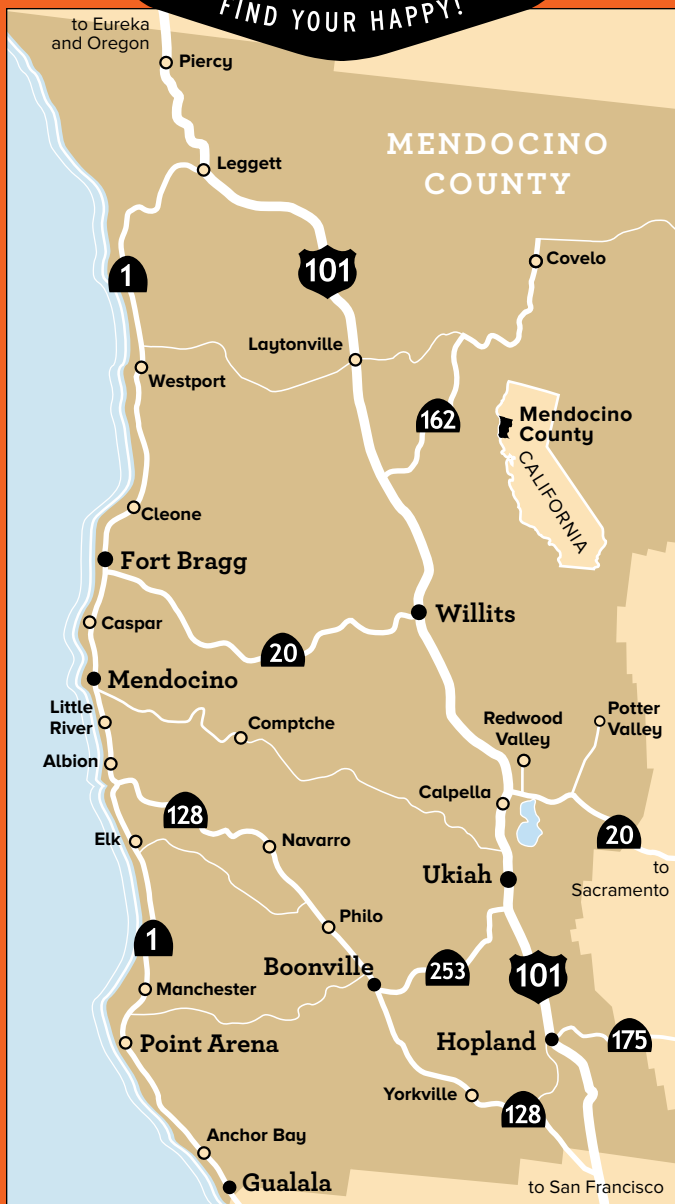 FIND YOUR HAPPY!
to Eureka
and Oregon
Piercy
MENDOCINO
COUNTY
Leggett
1
101
Covelo
Laytonville
Westport
162
Mendocino
County
CALIFORNIA
Cleone
Fort Bragg
Willits
Caspar
20
Mendocino
Little
River
Comptche
Redwood
Valley
Potter
Valley
Albion
Calpella
128
20
Elk
Navarro
to
Sacramento
Ukiah
Philo
1
Boonville
253
101
Manchester
Point Arena
Hopland
175
Yorkville
128
Anchor Bay
Gualala
to San Francisco